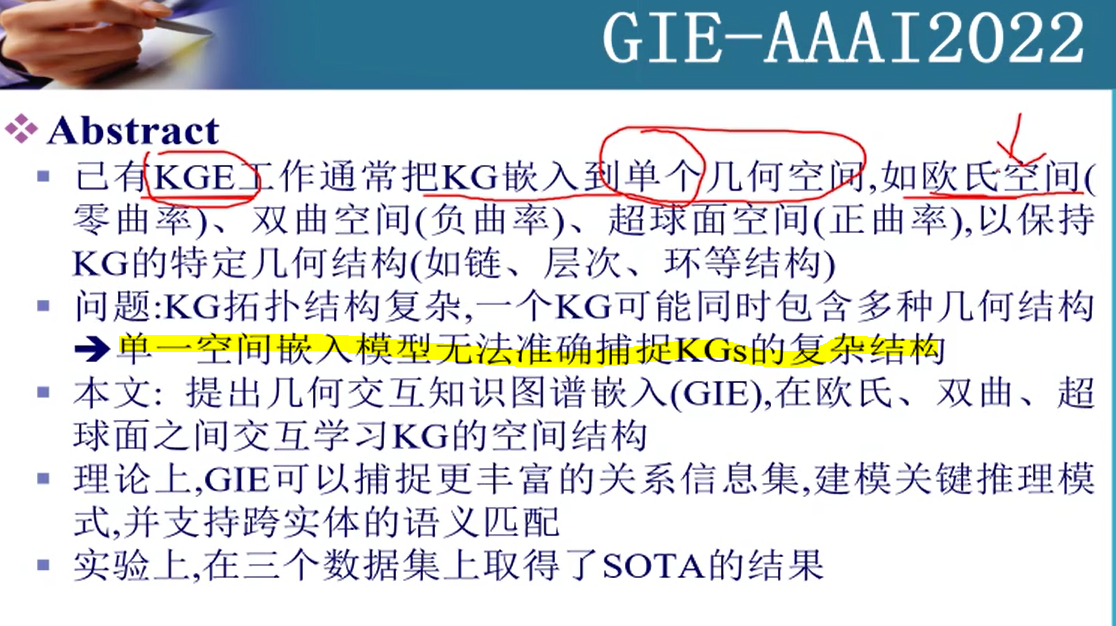 GIE-AAAI2022
Abstract
已有KGE工作通常把KG嵌入到单个几何空间,如欧氏空间(
零曲率)、双曲空间(负曲率)、超球面空间(正曲率),以保持
KG的特定几何结构(如链、层次、环等结构)
问题:KG拓扑结构复杂,一个KG可能同时包含多种几何结构
➔单一空间嵌入模型无法准确捕捉KGs的复杂结构
本文: 提出几何交互知识图谱嵌入(GIE),在欧氏、双曲、超
球面之间交互学习KG的空间结构
理论上,GIE可以捕捉更丰富的关系信息集,建模关键推理模
式,并支持跨实体的语义匹配
实验上,在三个数据集上取得了SOTA的结果